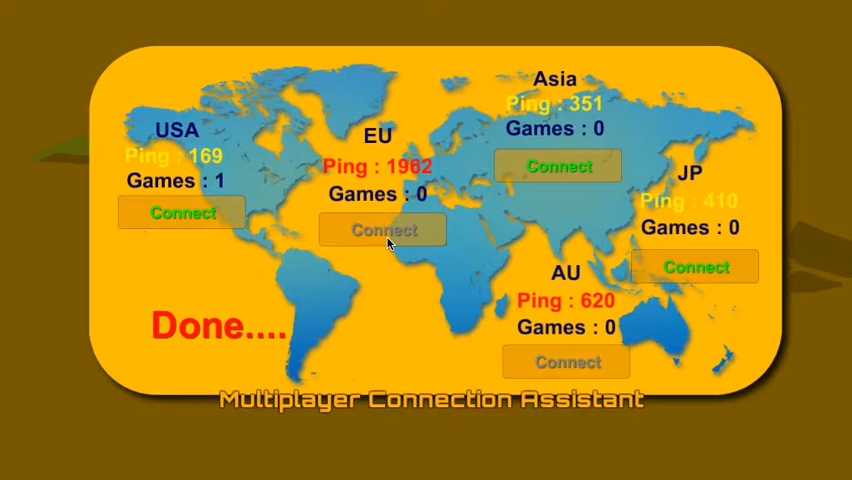 USA
Ping : 169
Games : 1
Connect
EU
Ping : 1962
Games : 0
Connect
Asia
Ping : 351
Games : 0
Connect
JP
Ping : 410
Games : 0
Connect
AU
Ping : 620
Games : 0
Connect
Done....
Multiplayer Connection Assistant